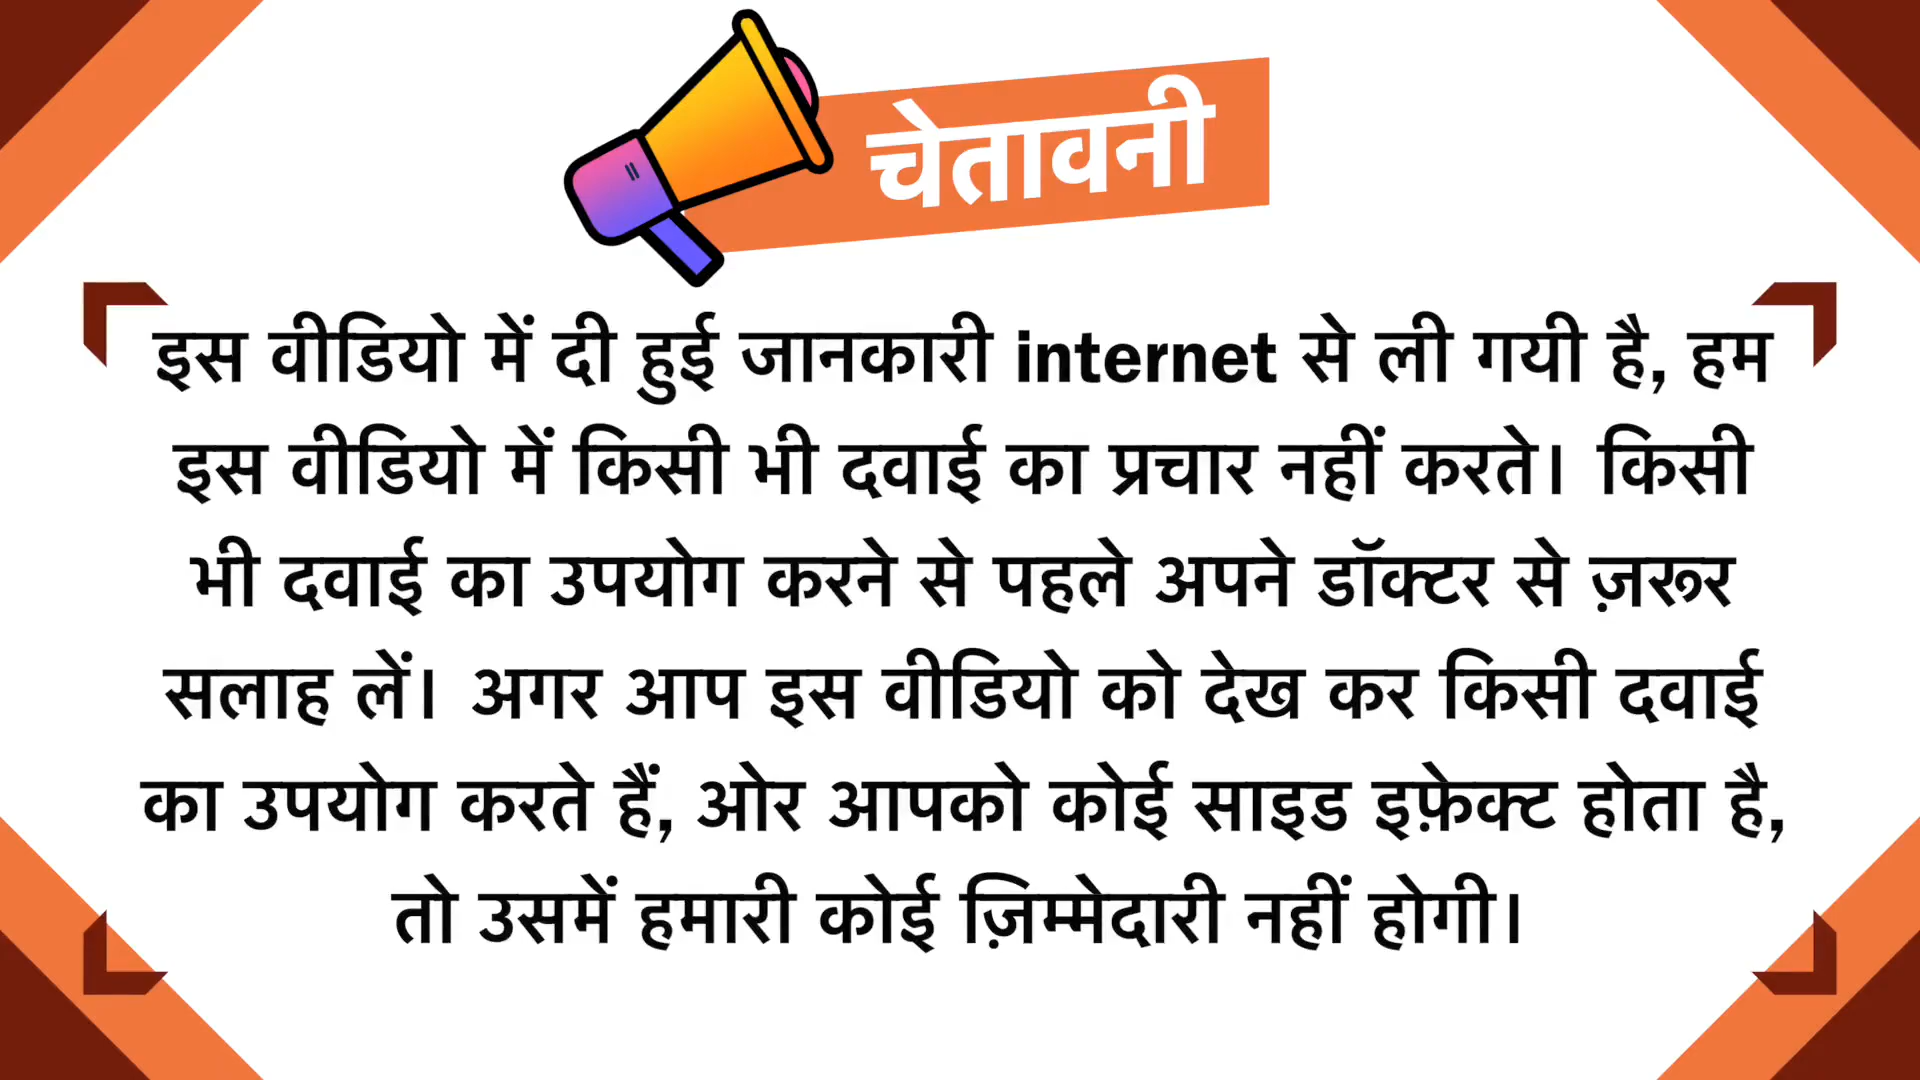 चेतावनी
इस वीडियो में दी हुई जानकारी internet से ली गयी है, हम
इस वीडियो में किसी भी दवाई का प्रचार नहीं करते। किसी
भी दवाई का उपयोग करने से पहले अपने डॉक्टर से ज़रूर
सलाह लें। अगर आप इस वीडियो को देख कर किसी दवाई
का उपयोग करते हैं, ओर आपको कोई साइड इफ़ेक्ट होता है,
तो उसमें हमारी कोई ज़िम्मेदारी नहीं होगी।